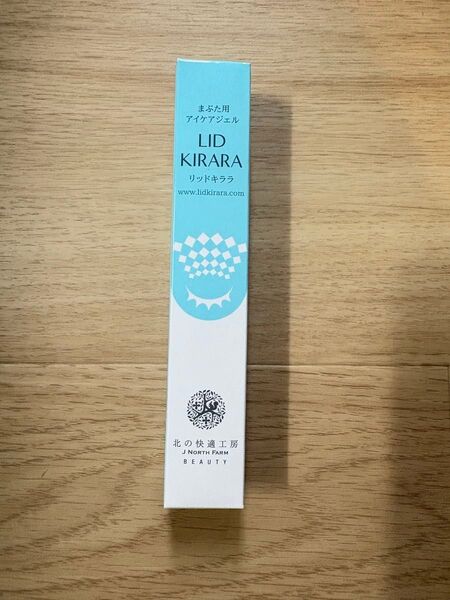 まぶた用
アイケアジェル
LID
KIRARA
リッドキララ
www.lidkirara.com
北の快適工房
J NORTH FARM
BEAUTY